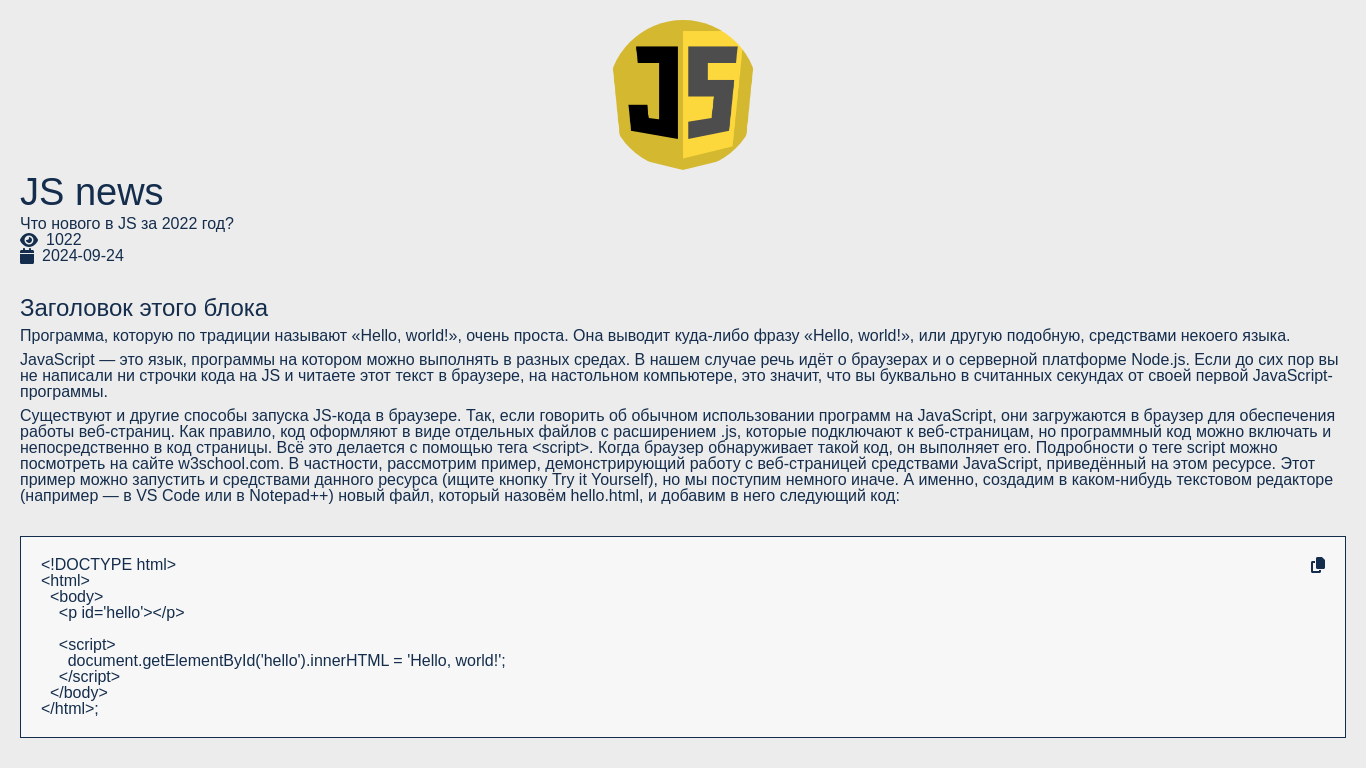 JS
JS news
Что нового в JS за 2022 год?
1022
2024-09-24
Заголовок этого блока
Программа, которую по традиции называют «Hello, world!», очень проста. Она выводит куда-либо фразу «Hello, world!», или другую подобную, средствами некоего языка.
JavaScript — это язык, программы на котором можно выполнять в разных средах. В нашем случае речь идёт о браузерах и о серверной платформе Node.js. Если до сих пор вы
не написали ни строчки кода на JS и читаете этот текст в браузере, на настольном компьютере, это значит, что вы буквально в считанных секундах от своей первой JavaScript-
программы.
Существуют и другие способы запуска JS-кода в браузере. Так, если говорить об обычном использовании программ на JavaScript, они загружаются в браузер для обеспечения
работы веб-страниц. Как правило, код оформляют в виде отдельных файлов с расширением .js, которые подключают к веб-страницам, но программный код можно включать и
непосредственно в код страницы. Всё это делается с помощью тега <script>. Когда браузер обнаруживает такой код, он выполняет его. Подробности о теге script можно
посмотреть на сайте w3school.com. В частности, рассмотрим пример, демонстрирующий работу с веб-страницей средствами JavaScript, приведённый на этом ресурсе. Этот
пример можно запустить и средствами данного ресурса (ищите кнопку Try it Yourself), но мы поступим немного иначе. А именно, создадим в каком-нибудь текстовом редакторе
(например — в VS Code или в Notepad++) новый файл, который назовём hello.html, и добавим в него следующий код:
<!DOCTYPE html>
<html>
  <body>
    <p id='hello'></p>
    <script>
      document.getElementById('hello').innerHTML = 'Hello, world!';
    </script>
  </body>
</html>;